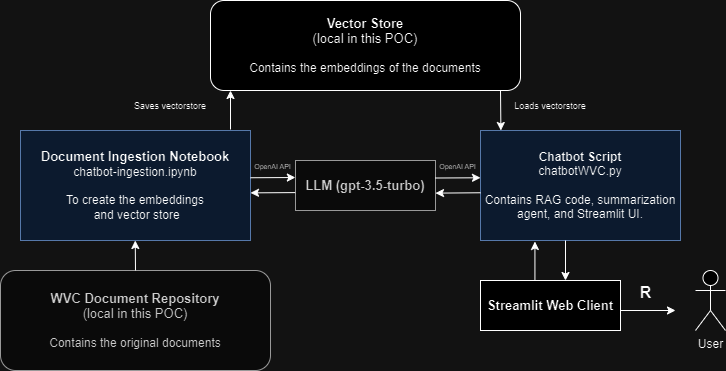 Vector Store
(local in this POC)
Contains the embeddings of the documents
Saves vectorstore
Loads vectorstore
Document Ingestion Notebook
chatbot-ingestion.ipynb
To create the embeddings
and vector store
OpenAI API
LLM (gpt-3.5-turbo)
OpenAI API
Chatbot Script
chatbotWVC.py
Contains RAG code, summarization
agent, and Streamlit UI.
WVC Document Repository
(local in this POC)
Contains the original documents
Streamlit Web Client
R
User